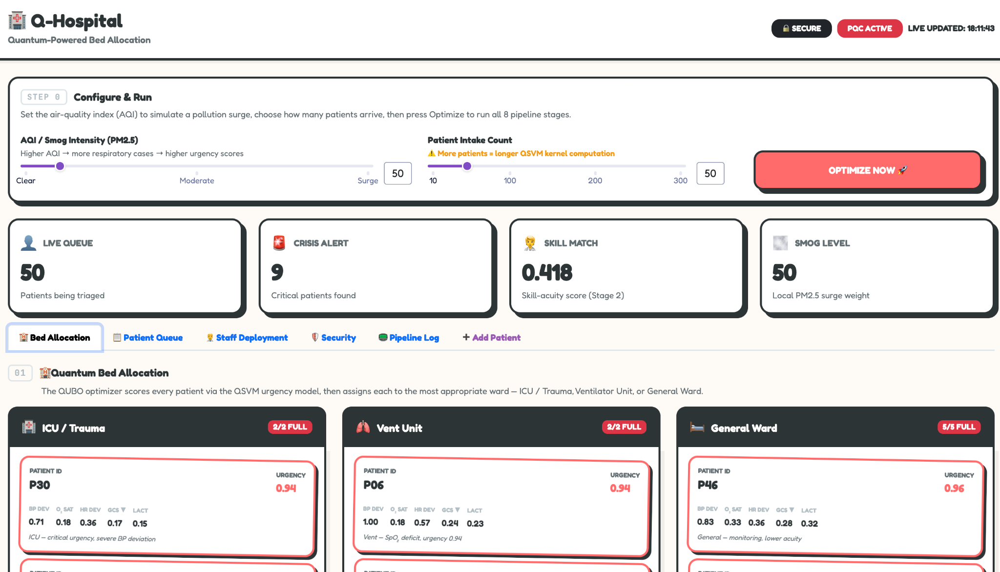 Q-Hospital
Quantum-Powered Bed Allocation
SECURE
PQC ACTIVE
LIVE UPDATED: 18:11:43
STEP 0
Configure & Run
Set the air-quality index (AQI) to simulate a pollution surge, choose how many patients arrive, then press Optimize to run all 8 pipeline stages.
AQI / Smog Intensity (PM2.5)
Higher AQI → more respiratory cases → higher urgency scores
Clear
Moderate
Surge
50
Patient Intake Count
⚠️ More patients = longer QSVM kernel computation
10
100
200
300
50
OPTIMIZE NOW 🚀
LIVE QUEUE
50
Patients being triaged
CRISIS ALERT
9
Critical patients found
SKILL MATCH
0.418
Skill-acuity score (Stage 2)
SMOG LEVEL
50
Local PM2.5 surge weight
Bed Allocation
Patient Queue
Staff Deployment
Security
Pipeline Log
+ Add Patient
01
Quantum Bed Allocation
The QUBO optimizer scores every patient via the QSVM urgency model, then assigns each to the most appropriate ward — ICU / Trauma, Ventilator Unit, or General Ward.
ICU / Trauma
2/2 FULL
PATIENT ID
P30
URGENCY
0.94
BP DEV O₂ SAT HR DEV GCS ▼ LACT
0.71 0.18 0.36 0.17 0.15
ICU — critical urgency, severe BP deviation
Vent Unit
2/2 FULL
PATIENT ID
P06
URGENCY
0.94
BP DEV O₂ SAT HR DEV GCS ▼ LACT
1.00 0.18 0.57 0.24 0.23
Vent — SpO₂ deficit, urgency 0.94
General Ward
5/5 FULL
PATIENT ID
P46
URGENCY
0.96
BP DEV O₂ SAT HR DEV GCS ▼ LACT
0.83 0.33 0.36 0.28 0.32
General — monitoring, lower acuity